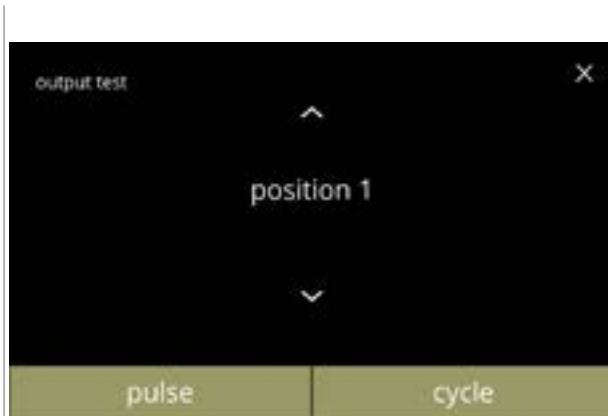 output test
position 1
pulse
cycle